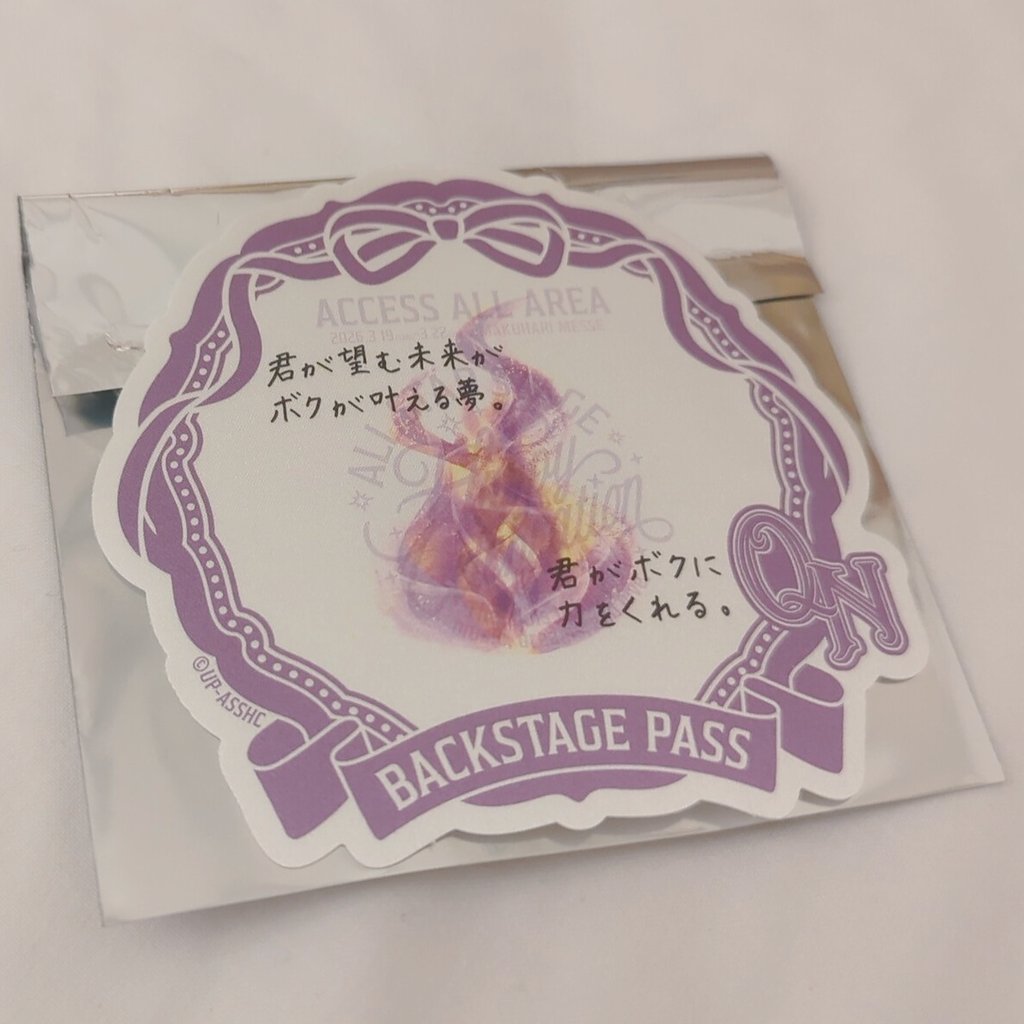 ACCESS ALL AREA
君が望む未来が
ボクが叶える夢。
君がボクに
力をくれる。
QN
©UP-ASSHC
BACKSTAGE PASS